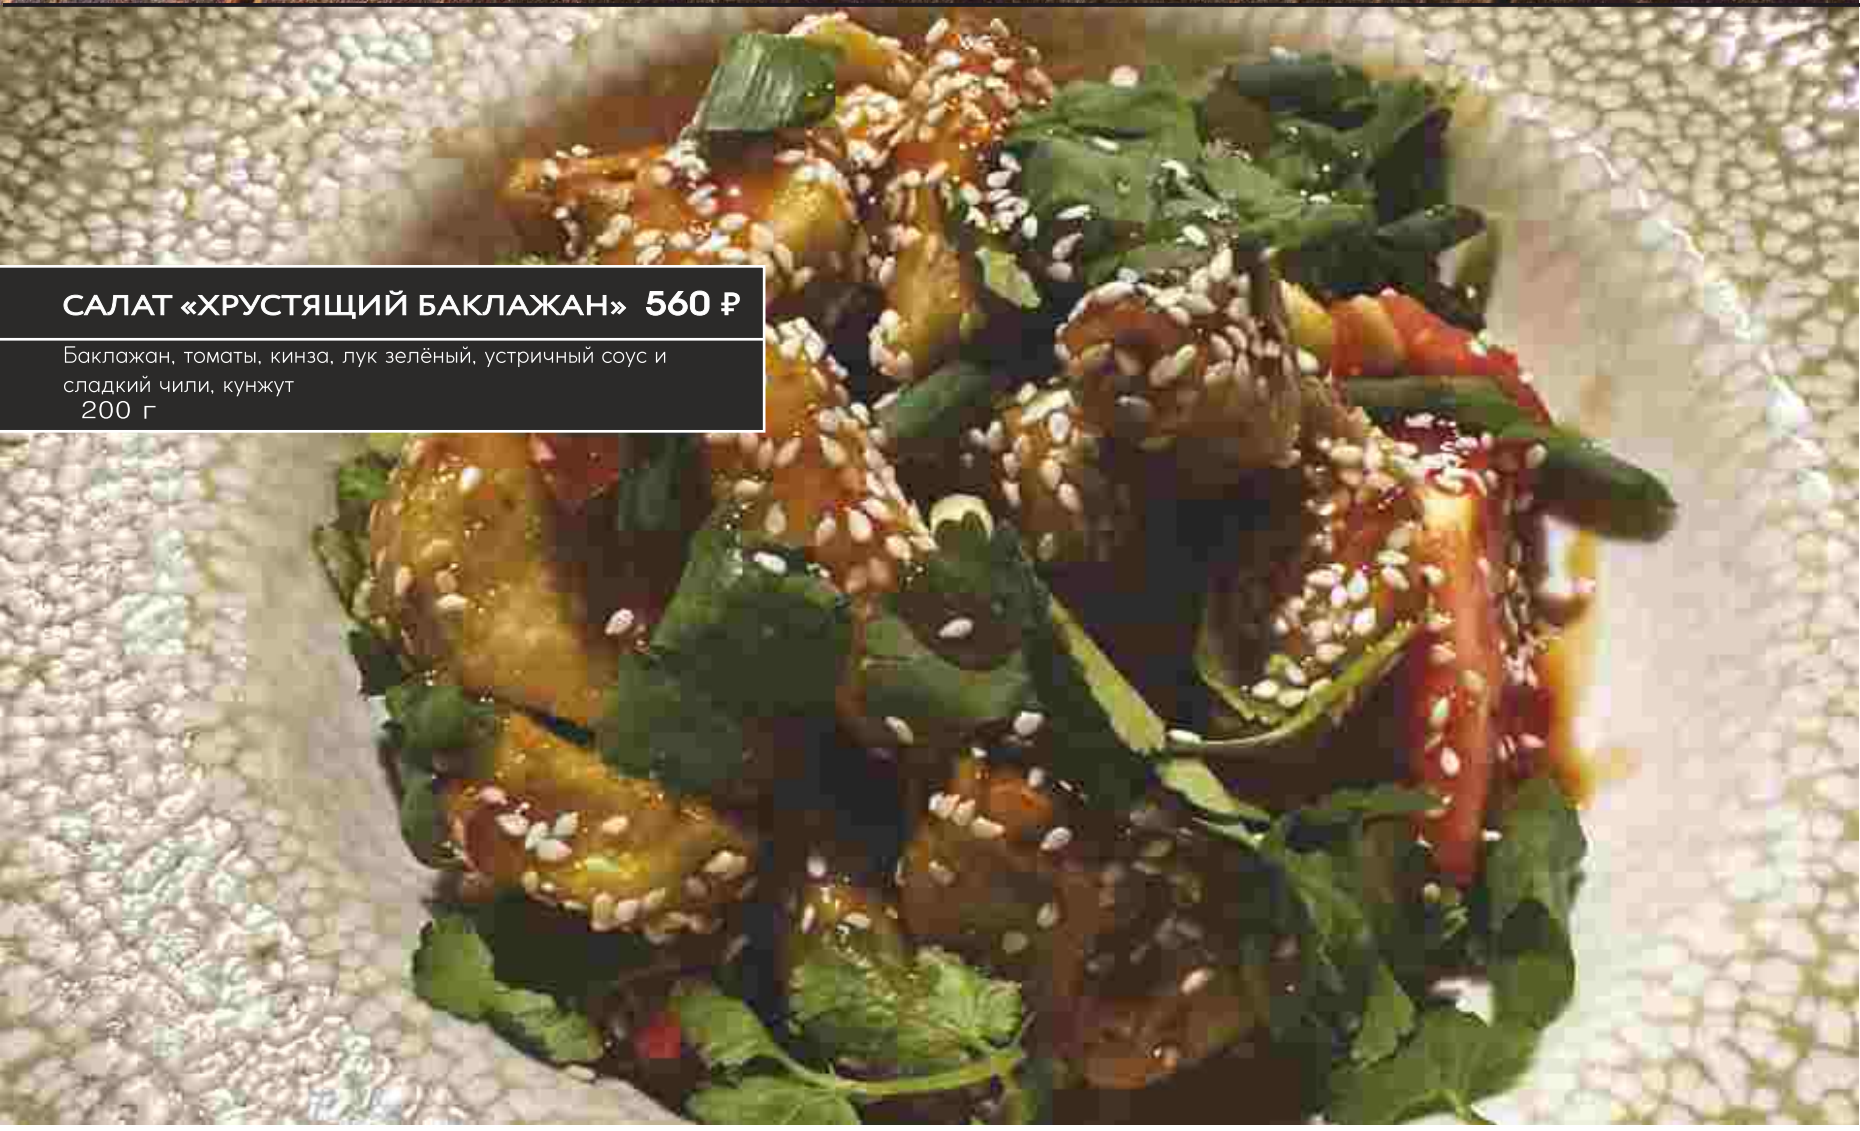 САЛАТ «ХРУСТЯЩИЙ БАКЛАЖАН» 560 ₽
Баклажан, томаты, кинза, лук зелёный, устричный соус и
сладкий чили, кунжут
200 г